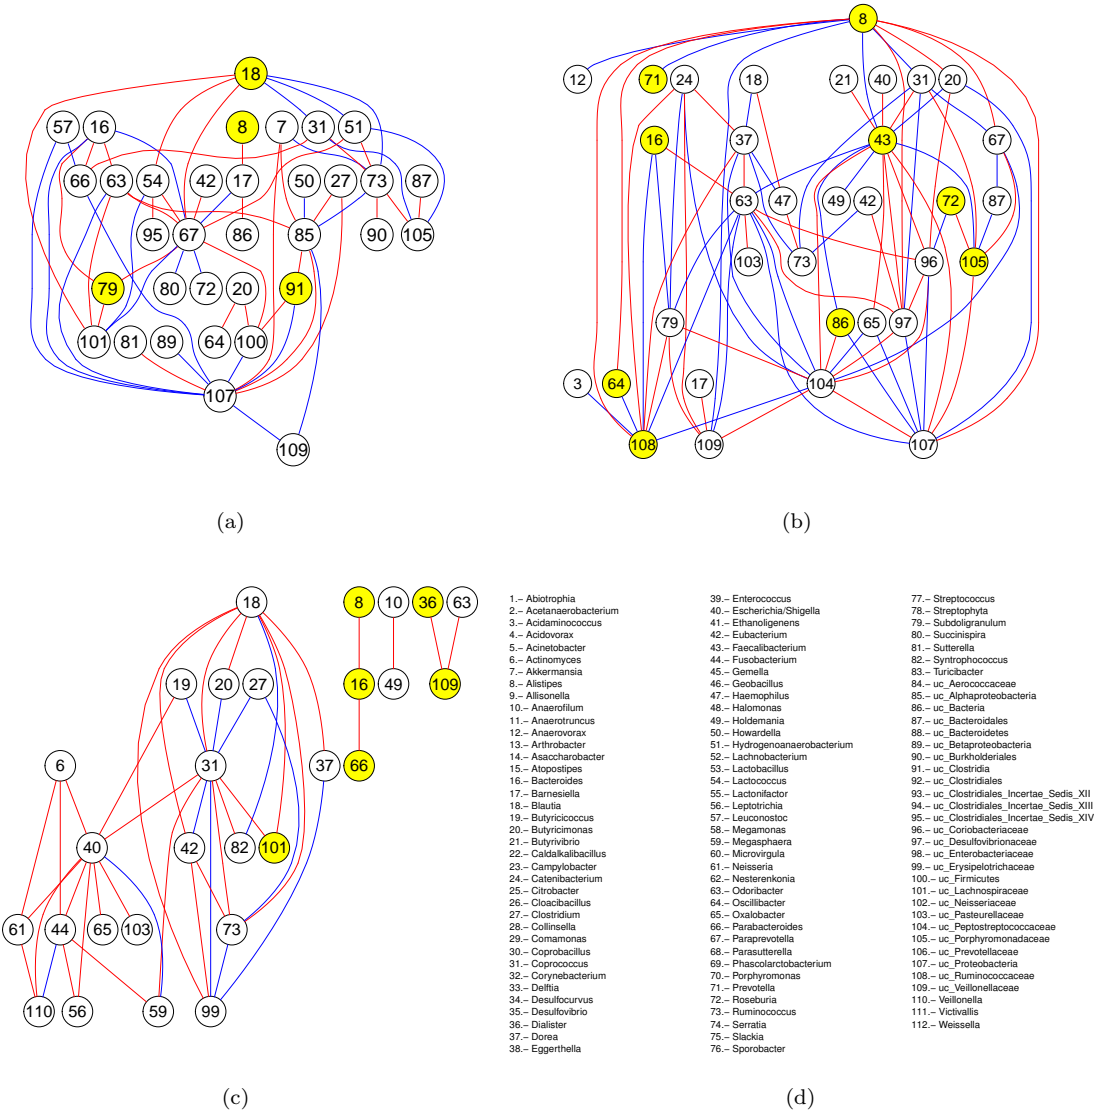 8
18
12 71 24 18 21 40 31 20
57 16 8 7 31 51
16 37 43 67
66 63 54 42 17 50 27 73 87
63 47 49 42 72 87
95 67 86 85 90 105
103 73 96 105
79 80 72 20 91
79 86 65 97
101 81 89 64 100
3 64 17 104
107
108 109 107
109
(a)
(b)
18 8 10 36 63
19 20 27 16 49 109
6 31 37 66
40 42 82 101
61 44 65 103 73
110 56 59 99
(c)
1.– Abiotrophia
2.– Acetanaerobacterium
3.– Acidaminococcus
4.– Acidovorax
5.– Acinetobacter
6.– Actinomyces
7.– Akkermansia
8.– Alistipes
9.– Allisonella
10.– Anaerofilum
11.– Anaerotruncus
12.– Anaerovorax
13.– Arthrobacter
14.– Asaccharobacter
15.– Atopostipes
16.– Bacteroides
17.– Barnesiella
18.– Blautia
19.– Butyricicoccus
20.– Butyricimonas
21.– Butyrivibrio
22.– Caldalkalibacillus
23.– Campylobacter
24.– Catenibacterium
25.– Citrobacter
26.– Cloacibacillus
27.– Clostridium
28.– Collinsella
29.– Comamonas
30.– Coprobacillus
31.– Coprococcus
32.– Corynebacterium
33.– Delftia
34.– Desulfocurvus
35.– Desulfovibrio
36.– Dialister
37.– Dorea
38.– Eggerthella
39.– Enterococcus
40.– Escherichia/Shigella
41.– Ethanoligenens
42.– Eubacterium
43.– Faecalibacterium
44.– Fusobacterium
45.– Gemella
46.– Geobacillus
47.– Haemophilus
48.– Halomonas
49.– Holdemania
50.– Howardella
51.– Hydrogenoanaerobacterium
52.– Lachnobacterium
53.– Lactobacillus
54.– Lactococcus
55.– Lactonifactor
56.– Leptotrichia
57.– Leuconostoc
58.– Megamonas
59.– Megasphaera
60.– Microvirgula
61.– Neisseria
62.– Nesterenkonia
63.– Odoribacter
64.– Oscillibacter
65.– Oxalobacter
66.– Parabacteroides
67.– Paraprevotella
68.– Parasutterella
69.– Phascolarctobacterium
70.– Porphyromonas
71.– Prevotella
72.– Roseburia
73.– Ruminococcus
74.– Serratia
75.– Slackia
76.– Sporobacter
77.– Streptococcus
78.– Streptophyta
79.– Subdoligranulum
80.– Succinispira
81.– Sutterella
82.– Syntrophococcus
83.– Turicibacter
84.– uc_Aerococcaceae
85.– uc_Alphaproteobacteria
86.– uc_Bacteria
87.– uc_Bacteroidales
88.– uc_Bacteroidetes
89.– uc_Betaproteobacteria
90.– uc_Burkholderiales
91.– uc_Clostridia
92.– uc_Clostridiales
93.– uc_Clostridiales_Incertae_Sedis_XII
94.– uc_Clostridiales_Incertae_Sedis_XIII
95.– uc_Clostridiales_Incertae_Sedis_XIV
96.– uc_Coriobacteriaceae
97.– uc_Desulfovibrionaceae
98.– uc_Enterobacteriaceae
99.– uc_Erysipelotrichaceae
100.– uc_Firmicutes
101.– uc_Lachnospiraceae
102.– uc_Neisseriaceae
103.– uc_Pasteurellaceae
104.– uc_Peptostreptococcaceae
105.– uc_Porphyromonadaceae
106.– uc_Prevotellaceae
107.– uc_Proteobacteria
108.– uc_Ruminococcaceae
109.– uc_Veillonellaceae
110.– Veillonella
111.– Victivallis
112.– Weissella
(d)